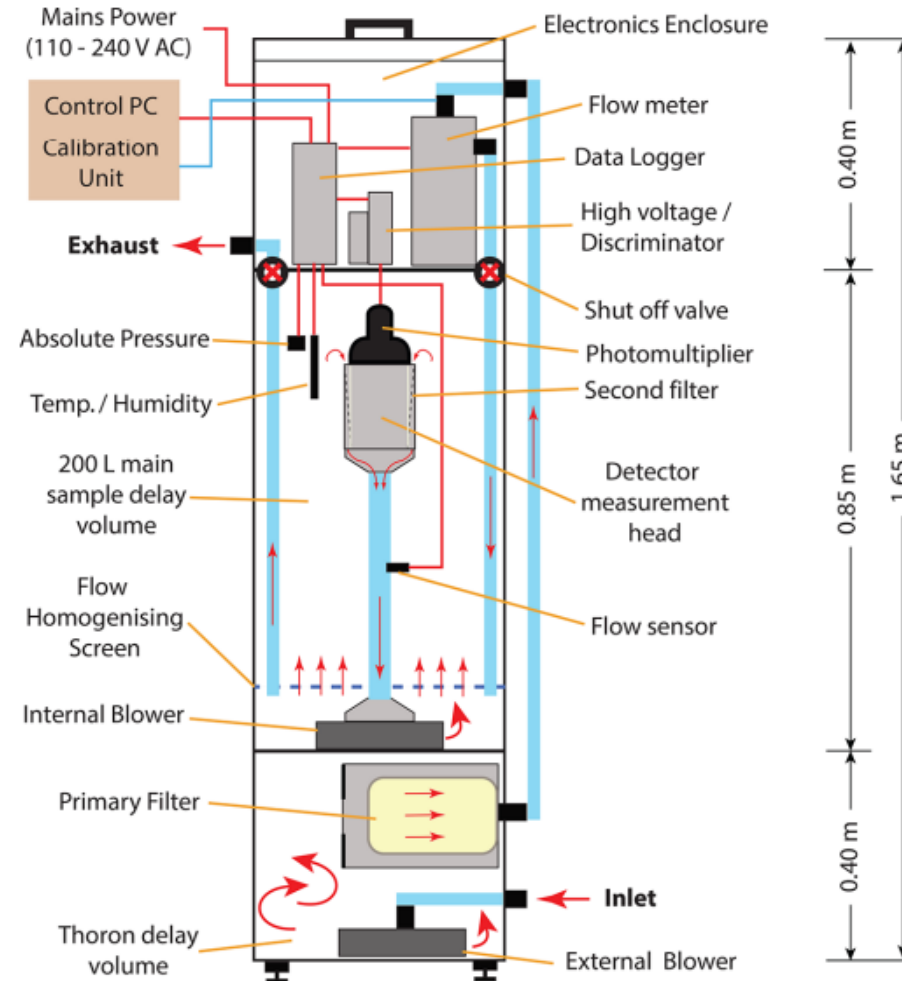 Mains Power
(110 - 240 V AC)
Control PC
Calibration
Unit
Exhaust
Absolute Pressure
Temp. / Humidity
200 L main
sample delay
volume
Flow
Homogenising
Screen
Internal Blower
Primary Filter
Thoron delay
volume
Electronics Enclosure
Flow meter
Data Logger
High voltage /
Discriminator
Shut off valve
Photomultiplier
Second filter
Detector
measurement
head
Flow sensor
Inlet
External Blower
0.40 m
0.85 m
0.40 m
1.65 m